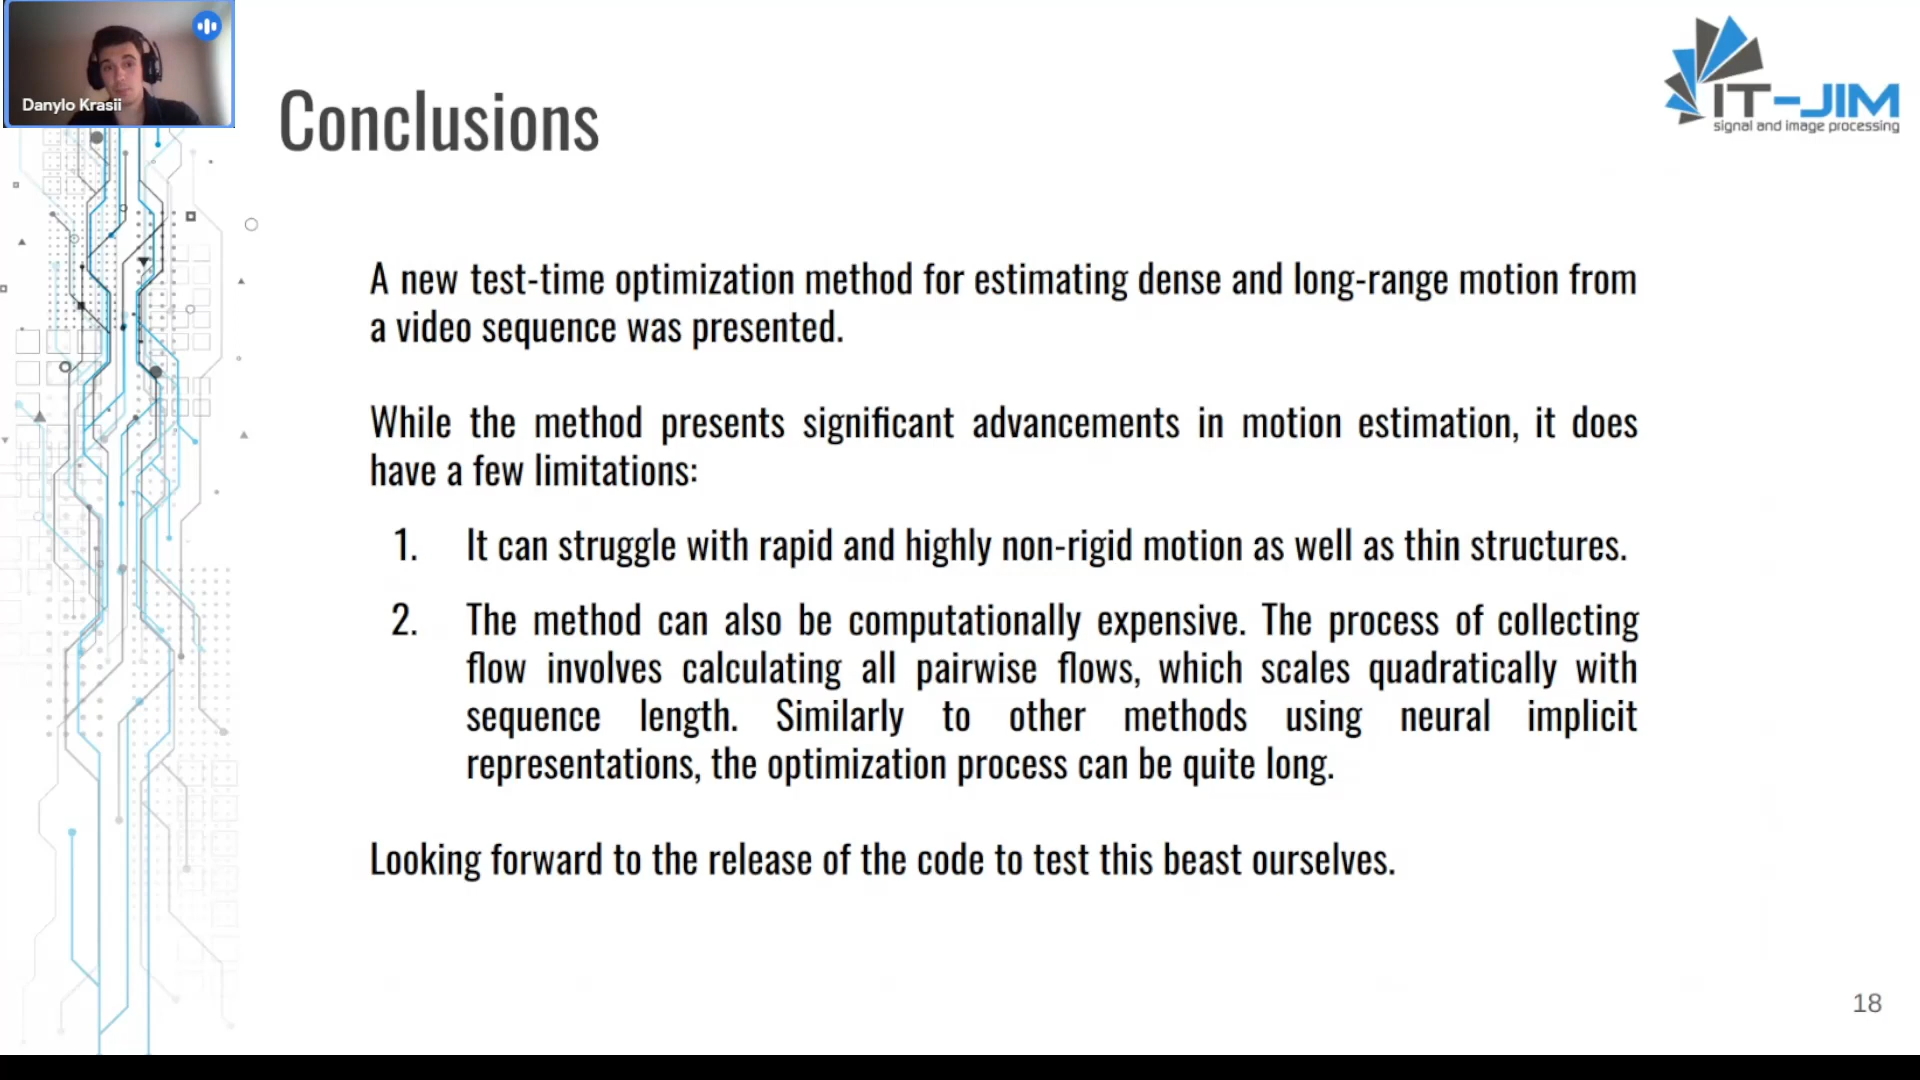 Danylo Krasii
IT-JIM
signal and image processing
Conclusions
A new test-time optimization method for estimating dense and long-range motion from
a video sequence was presented.
While the method presents significant advancements in motion estimation, it does
have a few limitations:
1. It can struggle with rapid and highly non-rigid motion as well as thin structures.
2. The method can also be computationally expensive. The process of collecting
flow involves calculating all pairwise flows, which scales quadratically with
sequence length. Similarly to other methods using neural implicit
representations, the optimization process can be quite long.
Looking forward to the release of the code to test this beast ourselves.
18